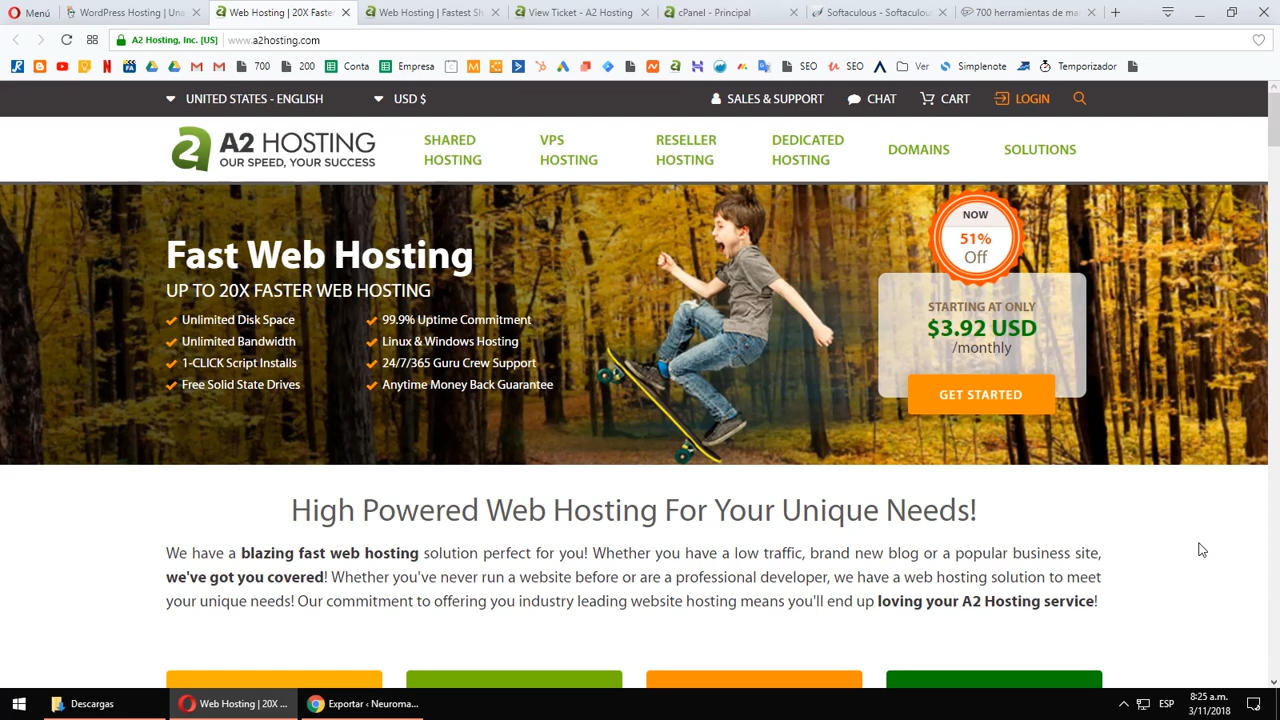 Menú
WordPress Hosting | Una
Web Hosting | 20X Faster
Web Hosting | Fastest Sh
View Ticket - A2 Hosting
cPanel - Principal
Softaculous - Softaculou
700 herramientas de ma
A2 Hosting, Inc. [US]
www.a2hosting.com
700
200
Conta
Empresa
SEO
SEO
Ver
Simplenote
Temporizador
UNITED STATES - ENGLISH
USD $
SALES & SUPPORT
CHAT
CART
LOGIN
A2 HOSTING
OUR SPEED, YOUR SUCCESS
SHARED
HOSTING
VPS
HOSTING
RESELLER
HOSTING
DEDICATED
HOSTING
DOMAINS
SOLUTIONS
Fast Web Hosting
UP TO 20X FASTER WEB HOSTING
Unlimited Disk Space
Unlimited Bandwidth
1-CLICK Script Installs
Free Solid State Drives
99.9% Uptime Commitment
Linux & Windows Hosting
24/7/365 Guru Crew Support
Anytime Money Back Guarantee
NOW
51%
Off
STARTING AT ONLY
$3.92 USD
/monthly
GET STARTED
High Powered Web Hosting For Your Unique Needs!
We have a blazing fast web hosting solution perfect for you! Whether you have a low traffic, brand new blog or a popular business site,
we've got you covered! Whether you've never run a website before or are a professional developer, we have a web hosting solution to meet
your unique needs! Our commitment to offering you industry leading website hosting means you'll end up loving your A2 Hosting service!
Descargas
Web Hosting | 20X ...
Exportar ‹ Neuroma...
ESP
8:25 a.m.
3/11/2018